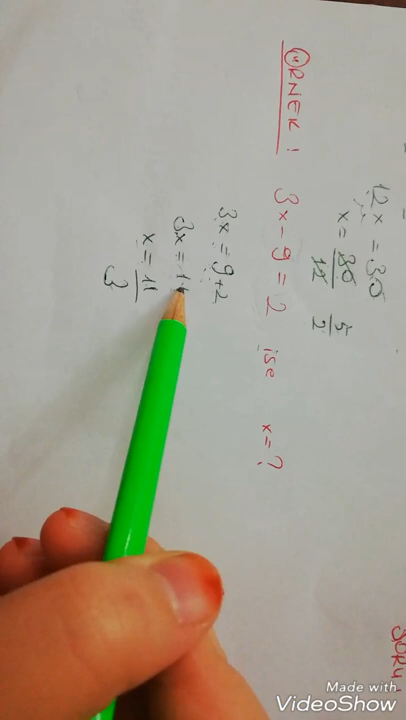 12x = 30
x = 30/12 5/2
ÖRNEK! 3x - 9 = 2 ise x = ?
3x = 9+2
3x = 11
x = 11/3
SORU
Made with
VideoShow